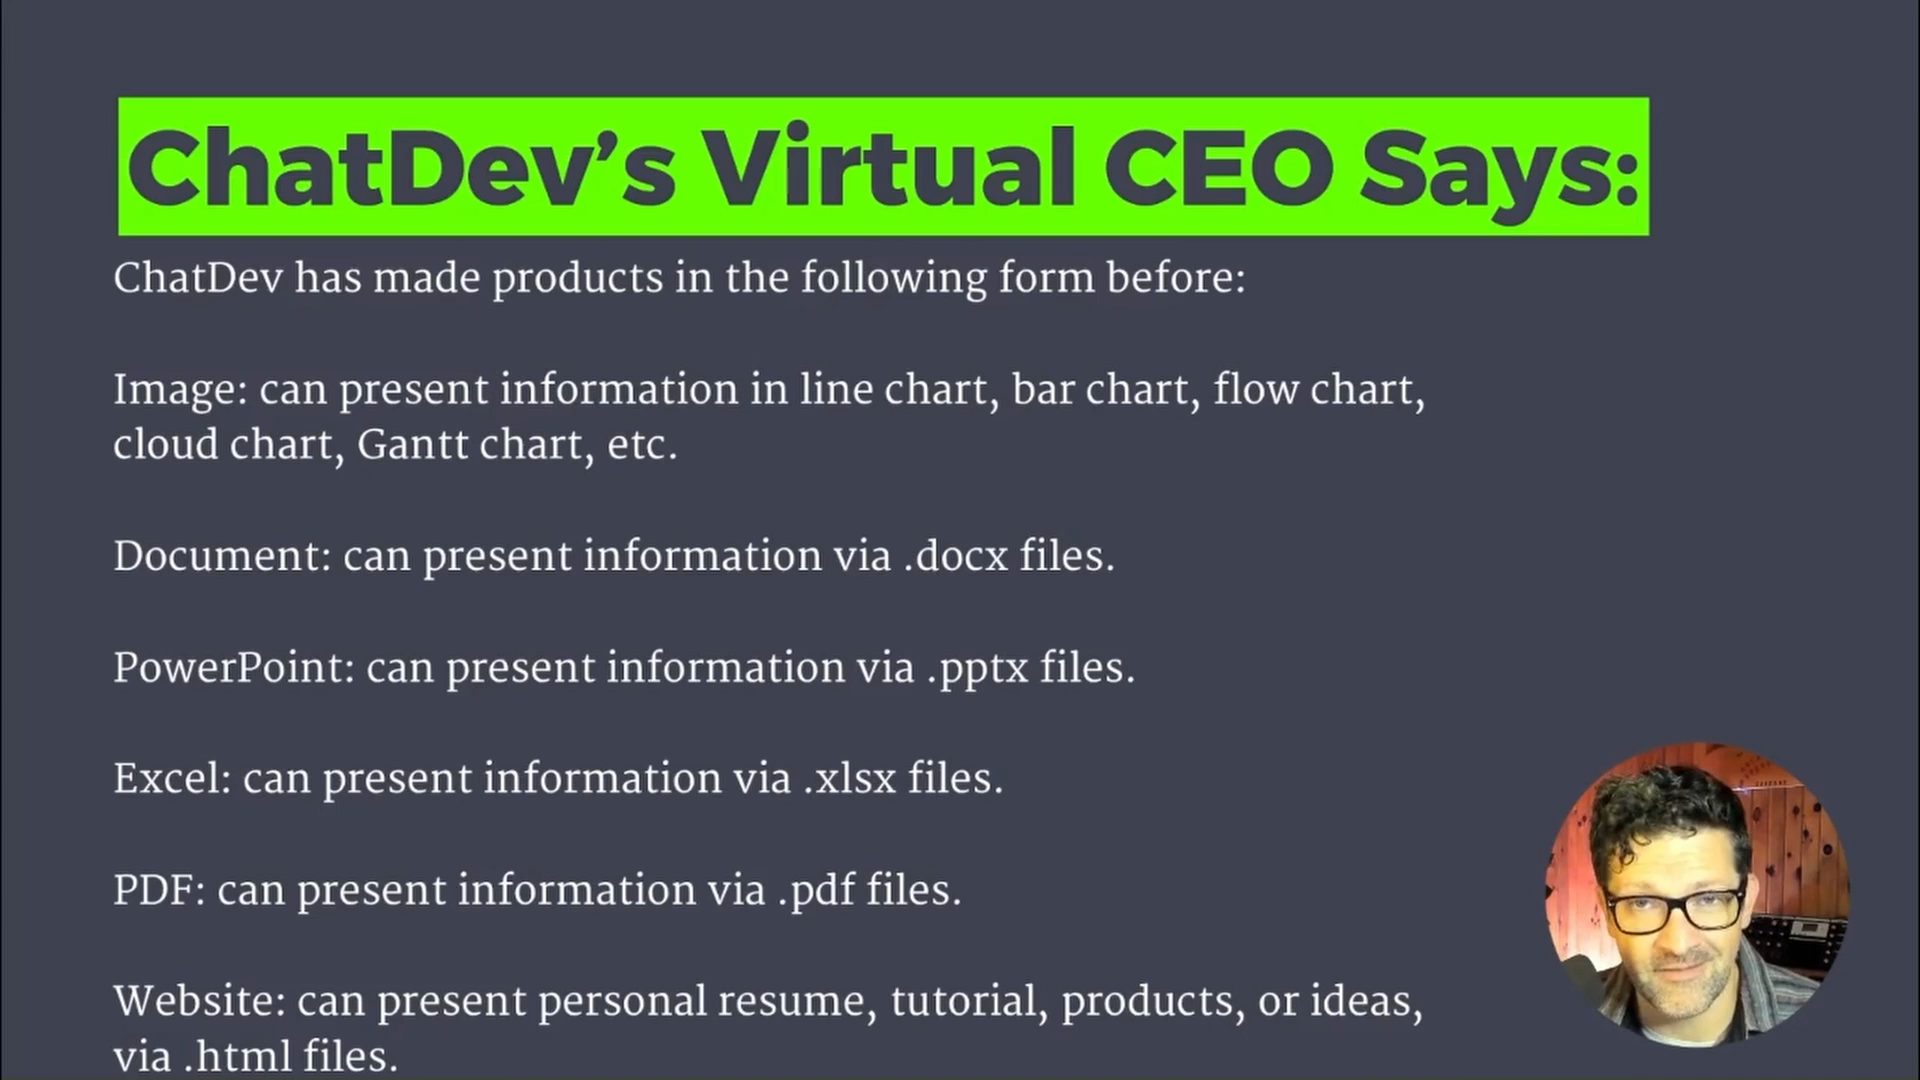 ChatDev’s Virtual CEO Says:
ChatDev has made products in the following form before:
Image: can present information in line chart, bar chart, flow chart,
cloud chart, Gantt chart, etc.
Document: can present information via .docx files.
PowerPoint: can present information via .pptx files.
Excel: can present information via .xlsx files.
PDF: can present information via .pdf files.
Website: can present personal resume, tutorial, products, or ideas,
via .html files.